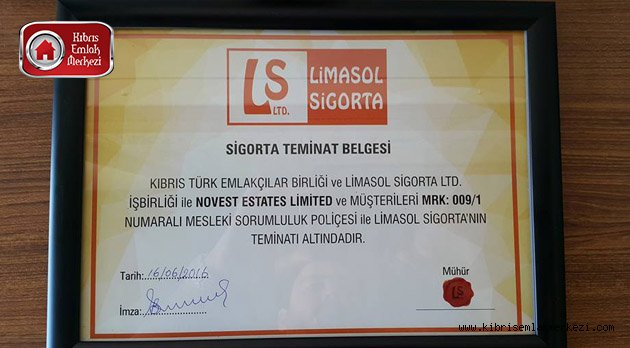 KIBRIS
EMLAK
MERKEZİ
LS
LTD.
LİMASOL
SİGORTA
SİGORTA TEMİNAT BELGESİ
KIBRIS TÜRK EMLAKÇILAR BİRLİĞİ ve LİMASOL SİGORTA LTD.
İŞBİRLİĞİ ile NOVEST ESTATES LIMITED ve MÜŞTERİLERİ MRK: 009/1
NUMARALI MESLEKİ SORUMLULUK POLİÇESİ ile LİMASOL SİGORTA'NIN
TEMİNATI ALTINDADIR.
Tarih: 16/06/2016
Mühür
İmza:
LS
www.kibrisemlakmerkezi.com